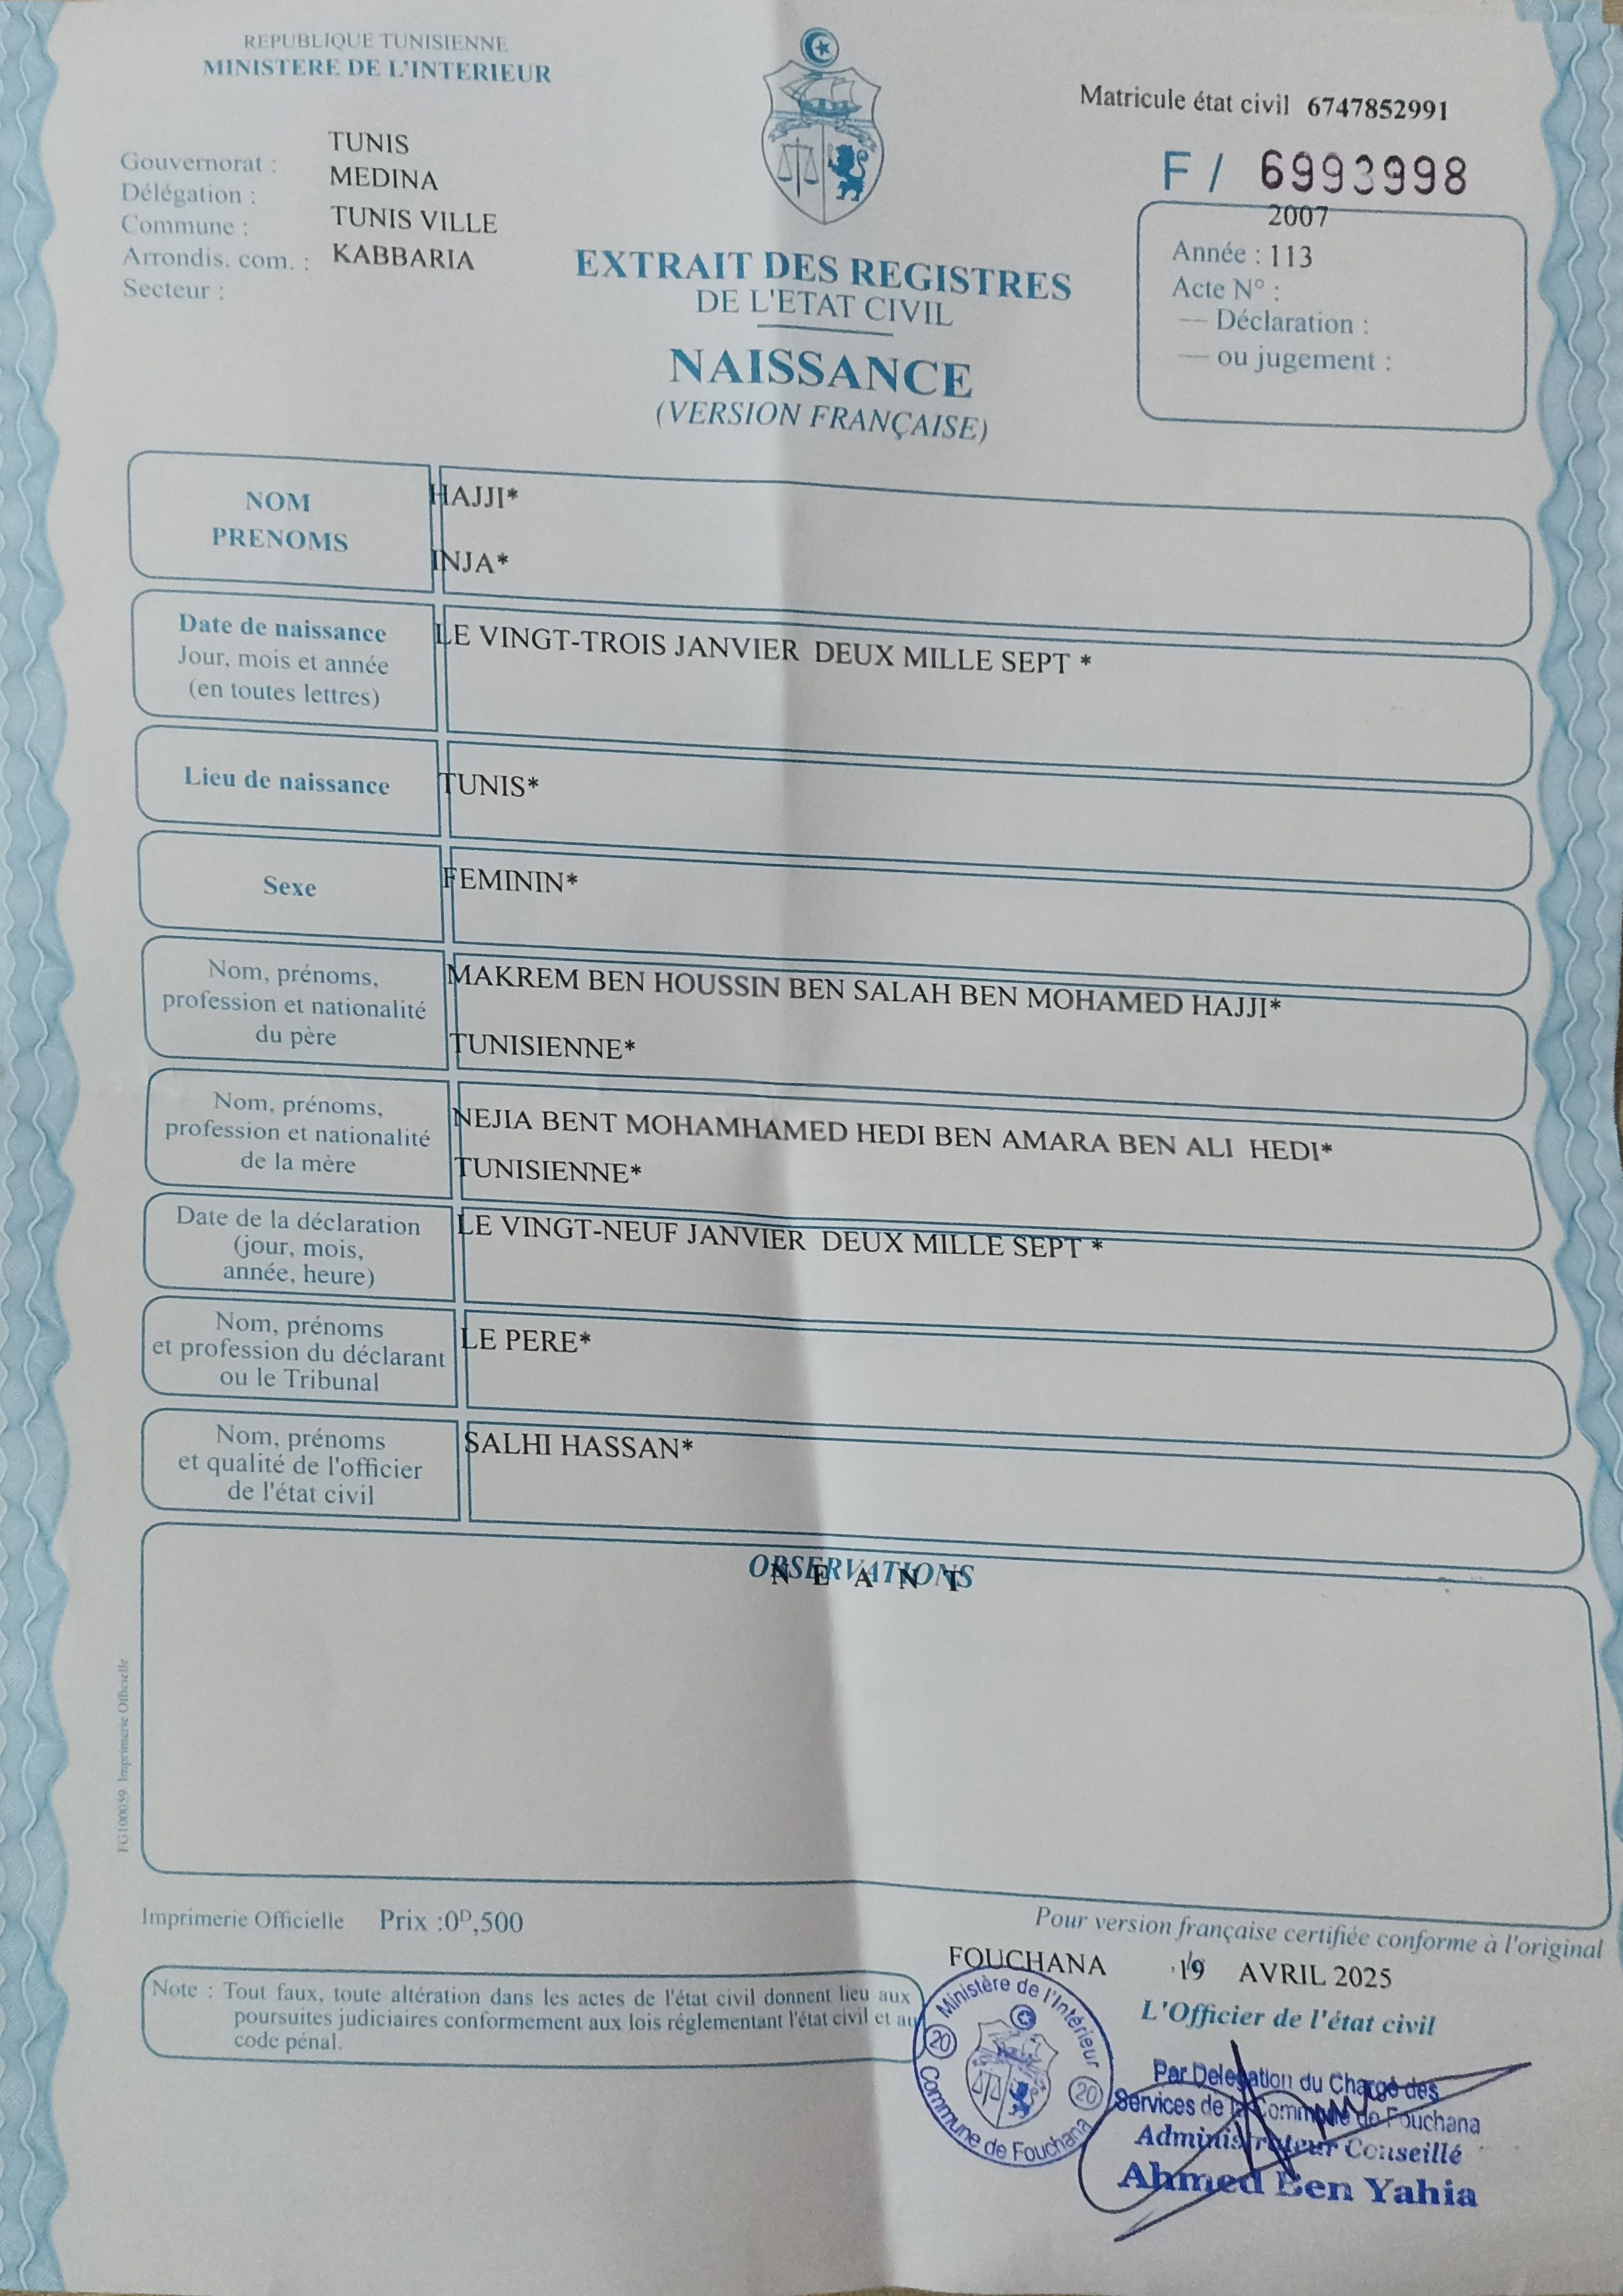 REPUBLIQUE TUNISIENNE
MINISTERE DE L'INTERIEUR
Matricule état civil 6747852991
F / 6993998
Gouvernorat : TUNIS
Délégation : MEDINA
Commune : TUNIS VILLE
Arrondis. com. : KABBARIA
Secteur :
2007
Année : 113
Acte N° :
— Déclaration :
— ou jugement :
EXTRAIT DES REGISTRES
DE L'ETAT CIVIL
NAISSANCE
(VERSION FRANÇAISE)
NOM
PRENOMS
HAJJI*
INJA*
Date de naissance
Jour, mois et année
(en toutes lettres)
LE VINGT-TROIS JANVIER DEUX MILLE SEPT *
Lieu de naissance
TUNIS*
Sexe
FEMININ*
Nom, prénoms,
profession et nationalité
du père
MAKREM BEN HOUSSIN BEN SALAH BEN MOHAMED HAJJI*
TUNISIENNE*
Nom, prénoms,
profession et nationalité
de la mère
NEJIA BENT MOHAMHAMED HEDI BEN AMARA BEN ALI HEDI*
TUNISIENNE*
Date de la déclaration
(jour, mois,
année, heure)
LE VINGT-NEUF JANVIER DEUX MILLE SEPT *
Nom, prénoms
et profession du déclarant
ou le Tribunal
LE PERE*
Nom, prénoms
et qualité de l'officier
de l'état civil
SALHI HASSAN*
OBSERVATIONS
N E A N T
FG100059 Imprimerie Officielle
Imprimerie Officielle Prix :0ᴰ,500
Pour version française certifiée conforme à l'original
FOUCHANA 19 AVRIL 2025
L'Officier de l'état civil
Note : Tout faux, toute altération dans les actes de l'état civil donnent lieu aux
poursuites judiciaires conformement aux lois réglementant l'état civil et au
code pénal.
Ministère de l'Intérieur
20 20
Commune de Fouchana
Par Delegation du Chargé des
Services de la Commune de Fouchana
Administrateur Conseillé
Ahmed Ben Yahia